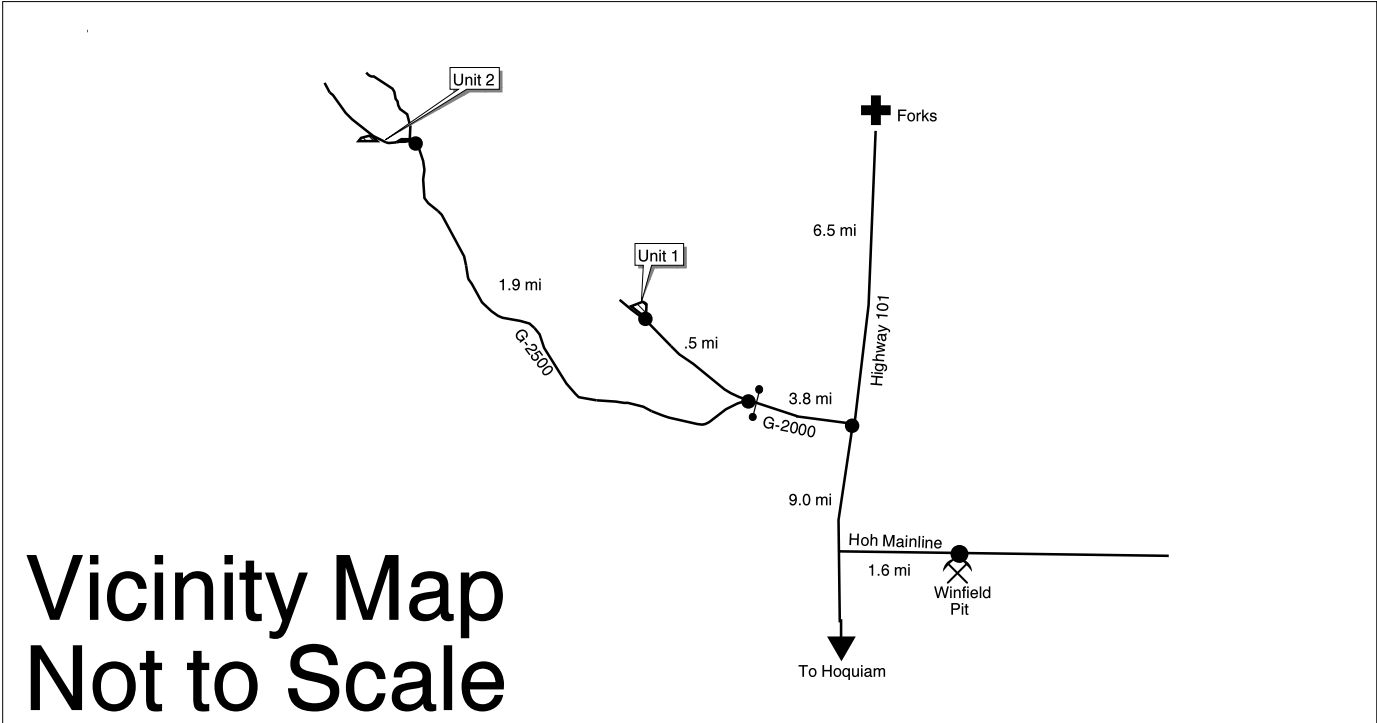 Unit 2
Forks
6.5 mi
Unit 1
1.9 mi
Highway 101
G-2500
.5 mi
3.8 mi
G-2000
9.0 mi
Hoh Mainline
1.6 mi
Winfield
Pit
To Hoquiam
Vicinity Map
Not to Scale